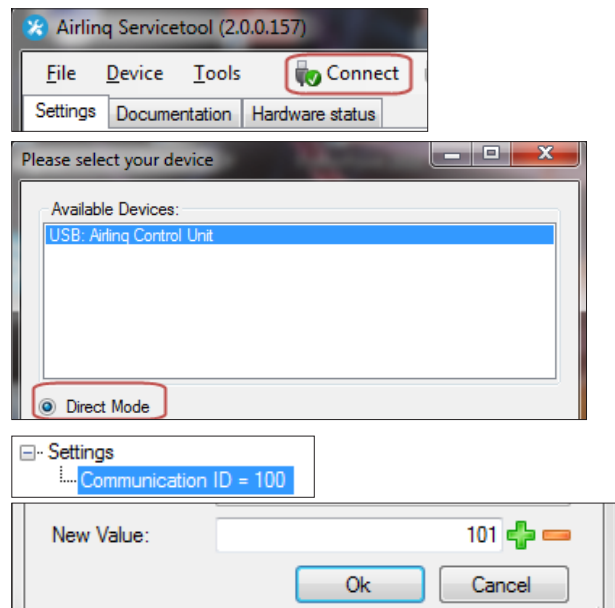 Airlinq Servicetool (2.0.0.157)
File Device Tools Connect
Settings Documentation Hardware status
Please select your device
Available Devices:
USB: Airlinq Control Unit
Direct Mode
Settings
Communication ID = 100
New Value: 101
Ok Cancel